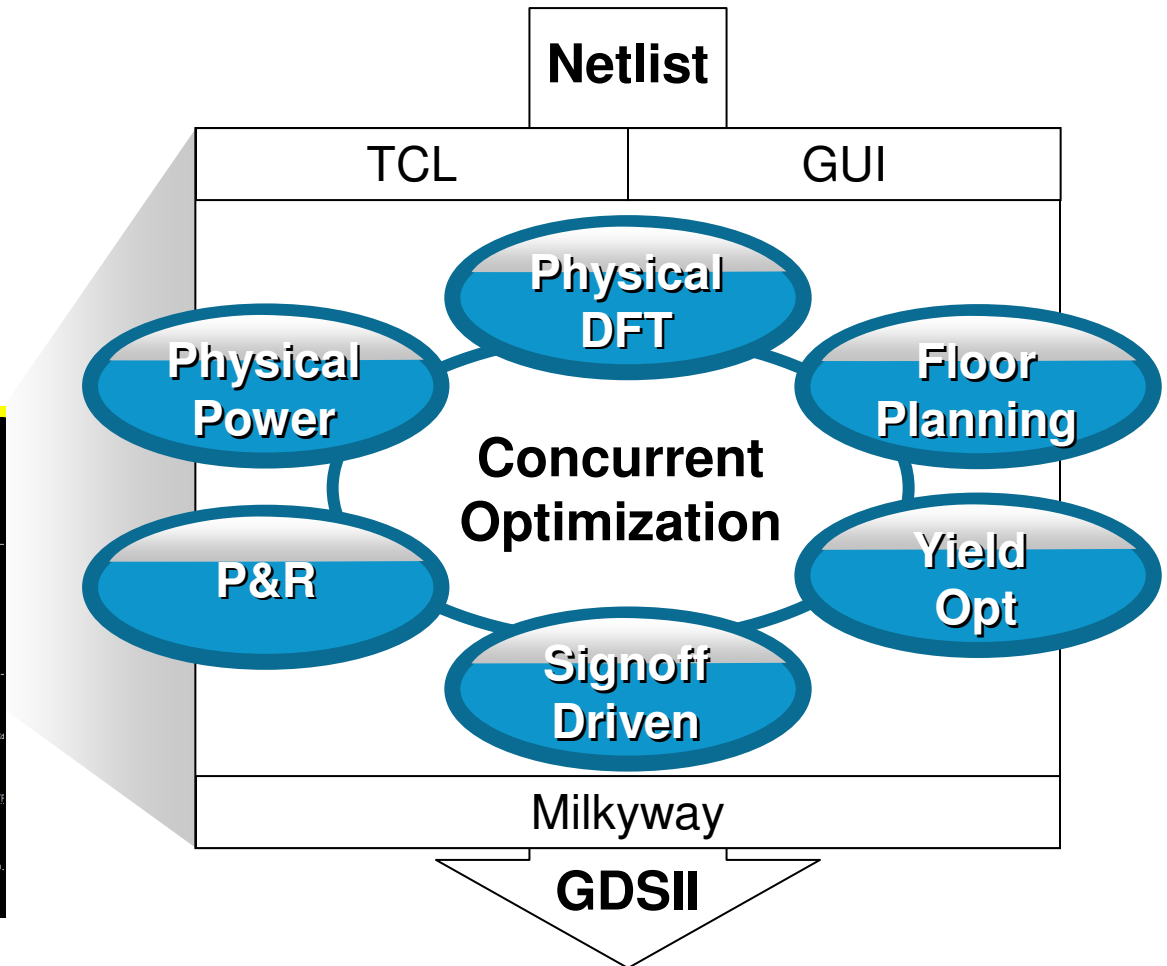 Netlist
TCL
GUI
Physical
DFT
Physical
Power
Floor
Planning
Concurrent
Optimization
P&R
Yield
Opt
Signoff
Driven
Milkyway
GDSII